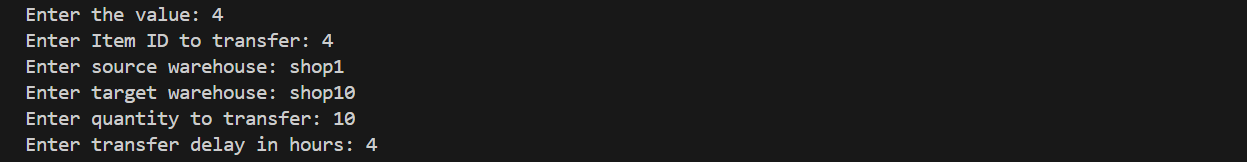 Enter the value: 4
Enter Item ID to transfer: 4
Enter source warehouse: shop1
Enter target warehouse: shop10
Enter quantity to transfer: 10
Enter transfer delay in hours: 4